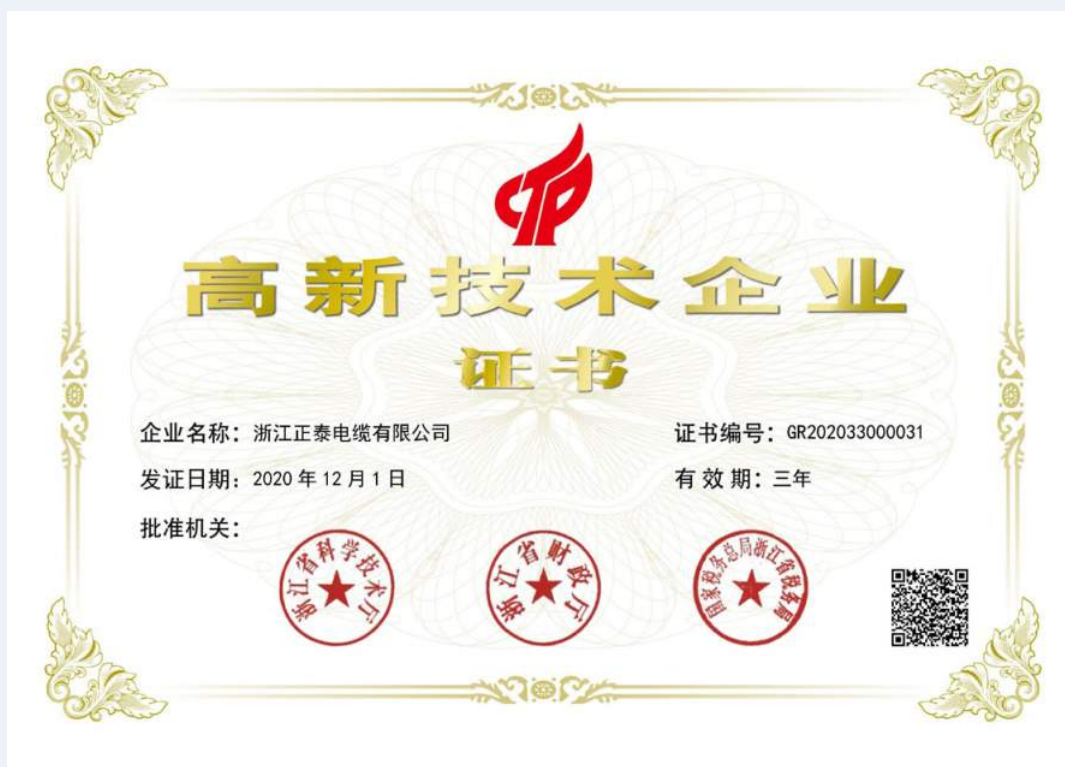 高新技术企业
证书
企业名称：浙江正泰电缆有限公司
证书编号：GR202033000031
发证日期：2020年12月1日
有效期：三年
批准机关：
浙江省科学技术厅
浙江省财政厅
国家税务总局浙江省税务局